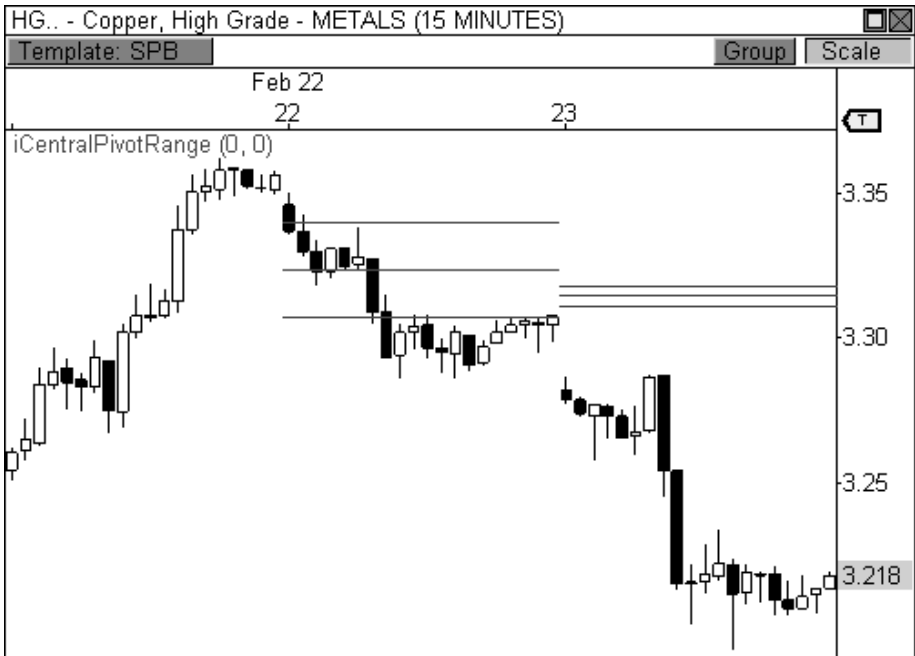 HG.. - Copper, High Grade - METALS (15 MINUTES)
Template: SPB Group Scale
Feb 22
22 23
T
iCentralPivotRange (0, 0)
3.35
3.30
3.25
3.218